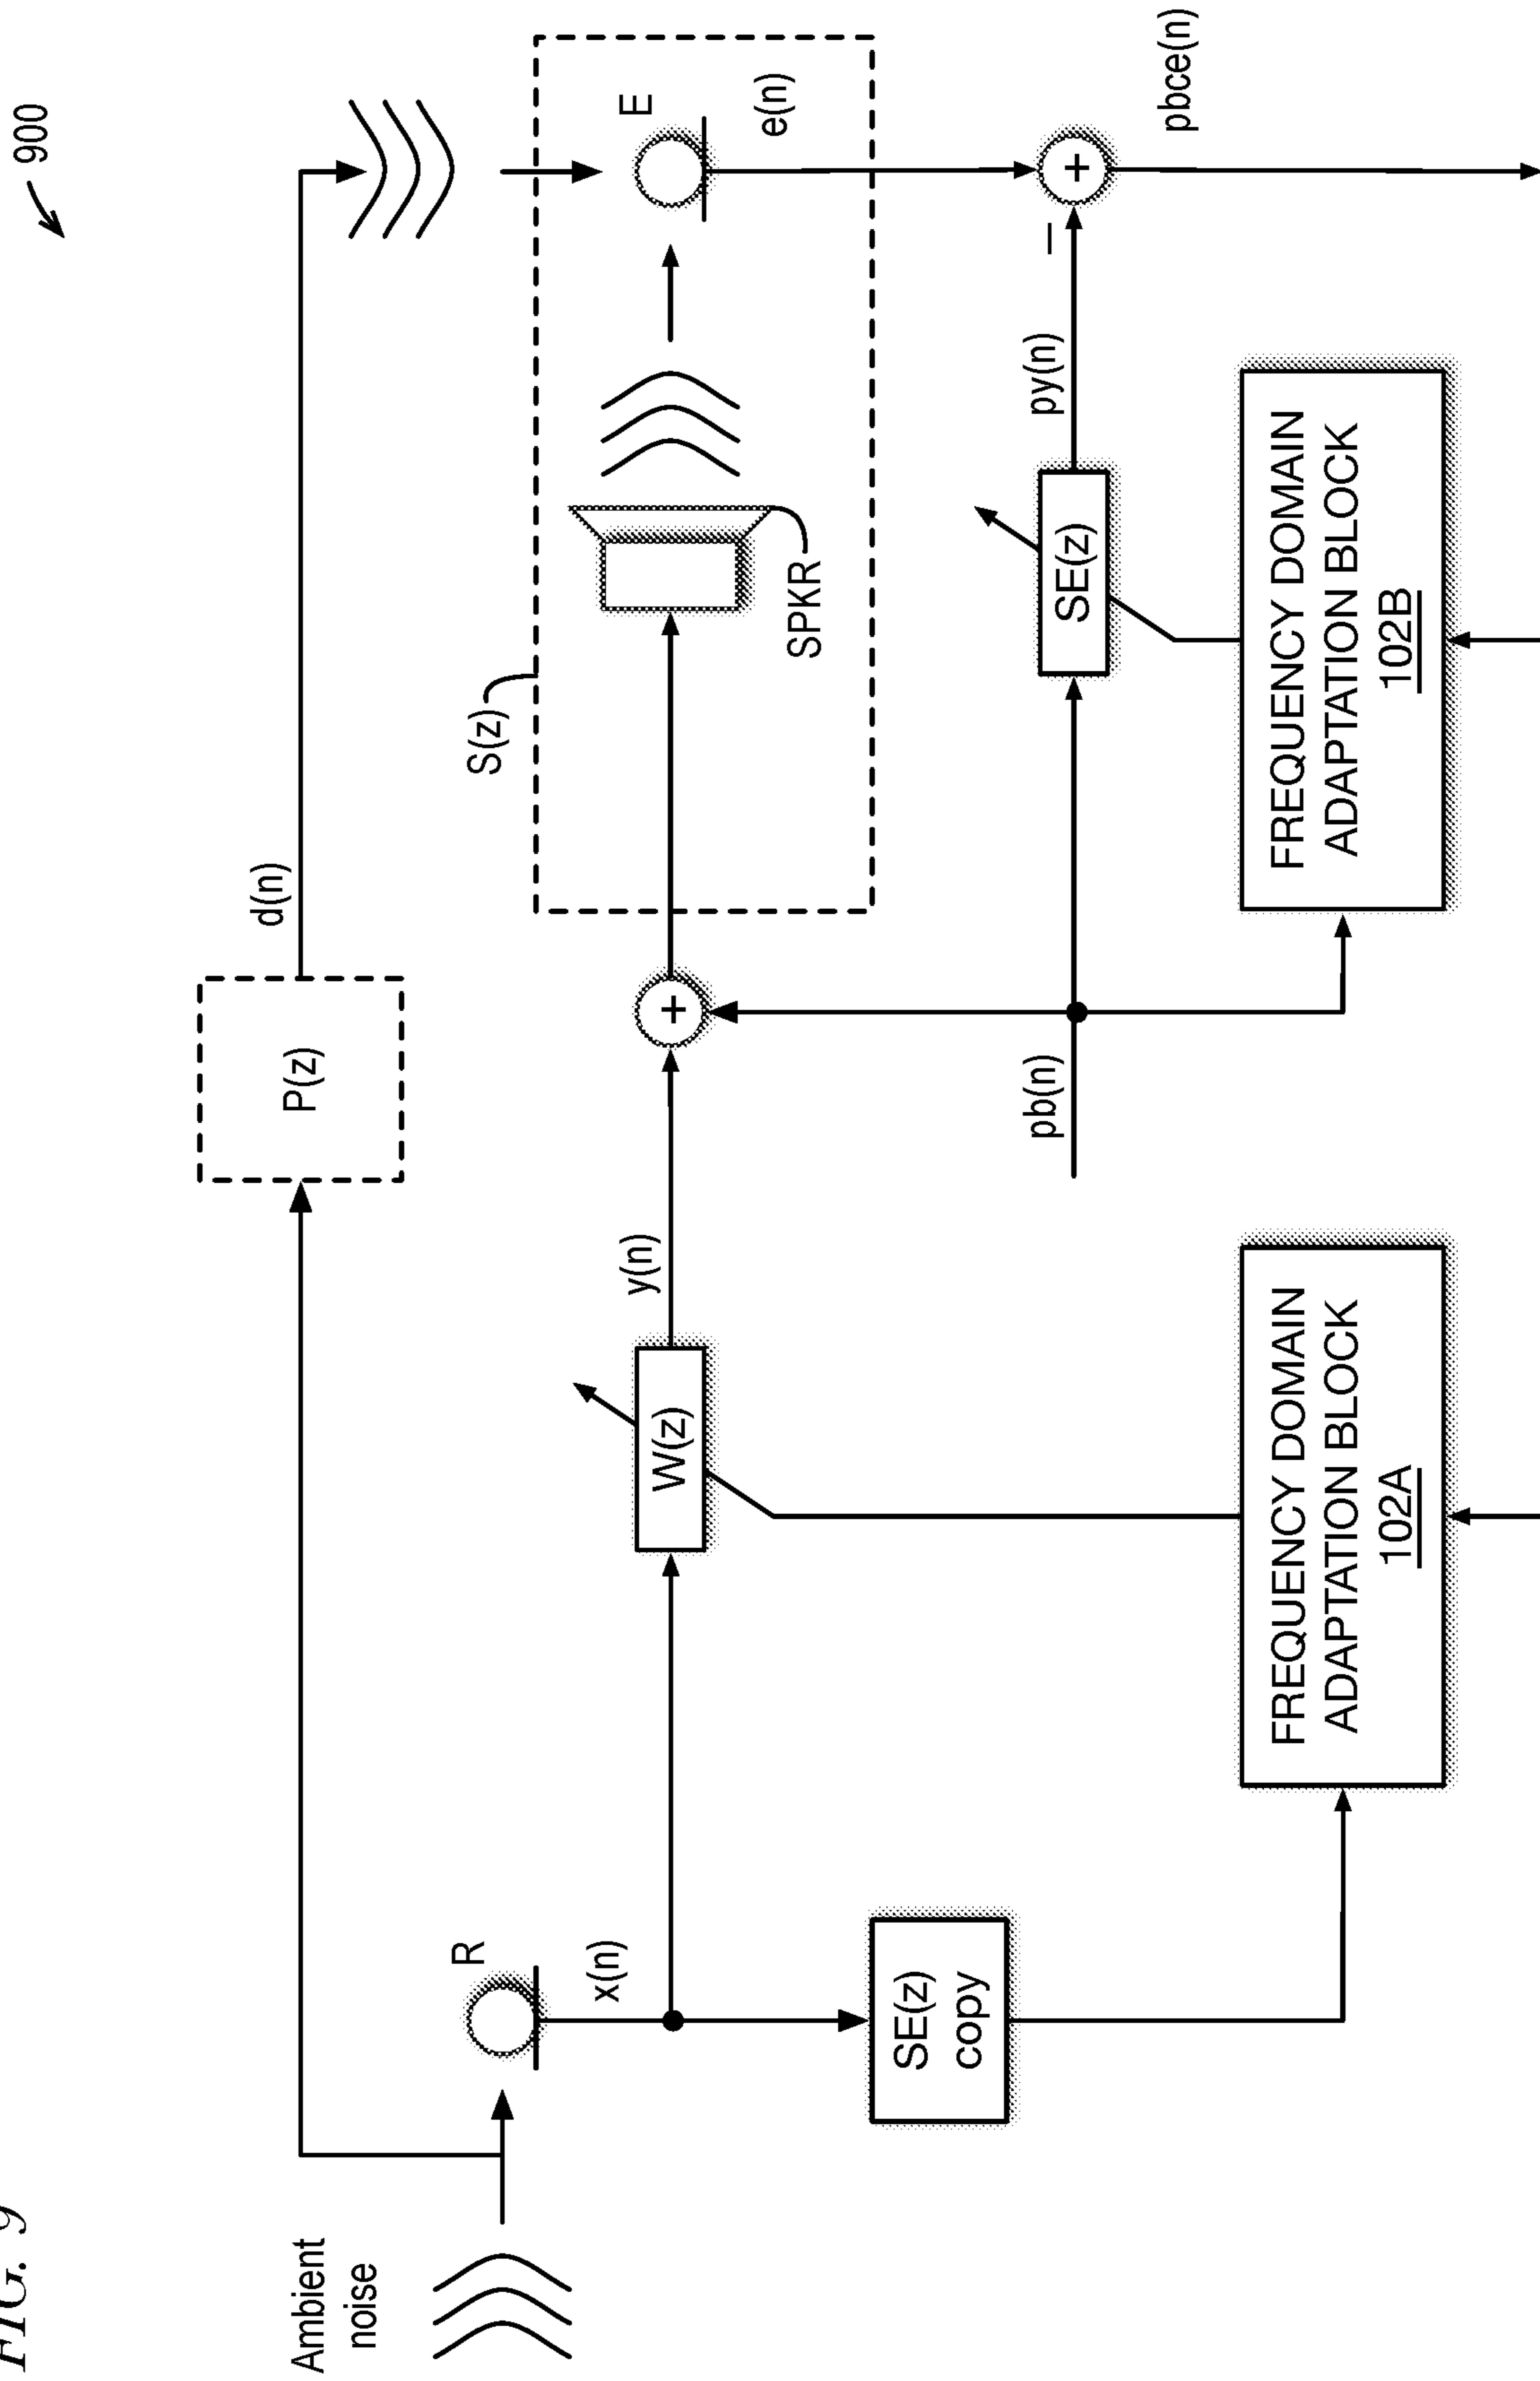 FIG. 9
900
Ambient
noise
P(z)
d(n)
R
x(n)
W(z)
y(n)
+
S(z)
SPKR
E
e(n)
SE(z)
copy
pb(n)
SE(z)
py(n)
–
+
pbce(n)
FREQUENCY DOMAIN
ADAPTATION BLOCK
102A
FREQUENCY DOMAIN
ADAPTATION BLOCK
102B